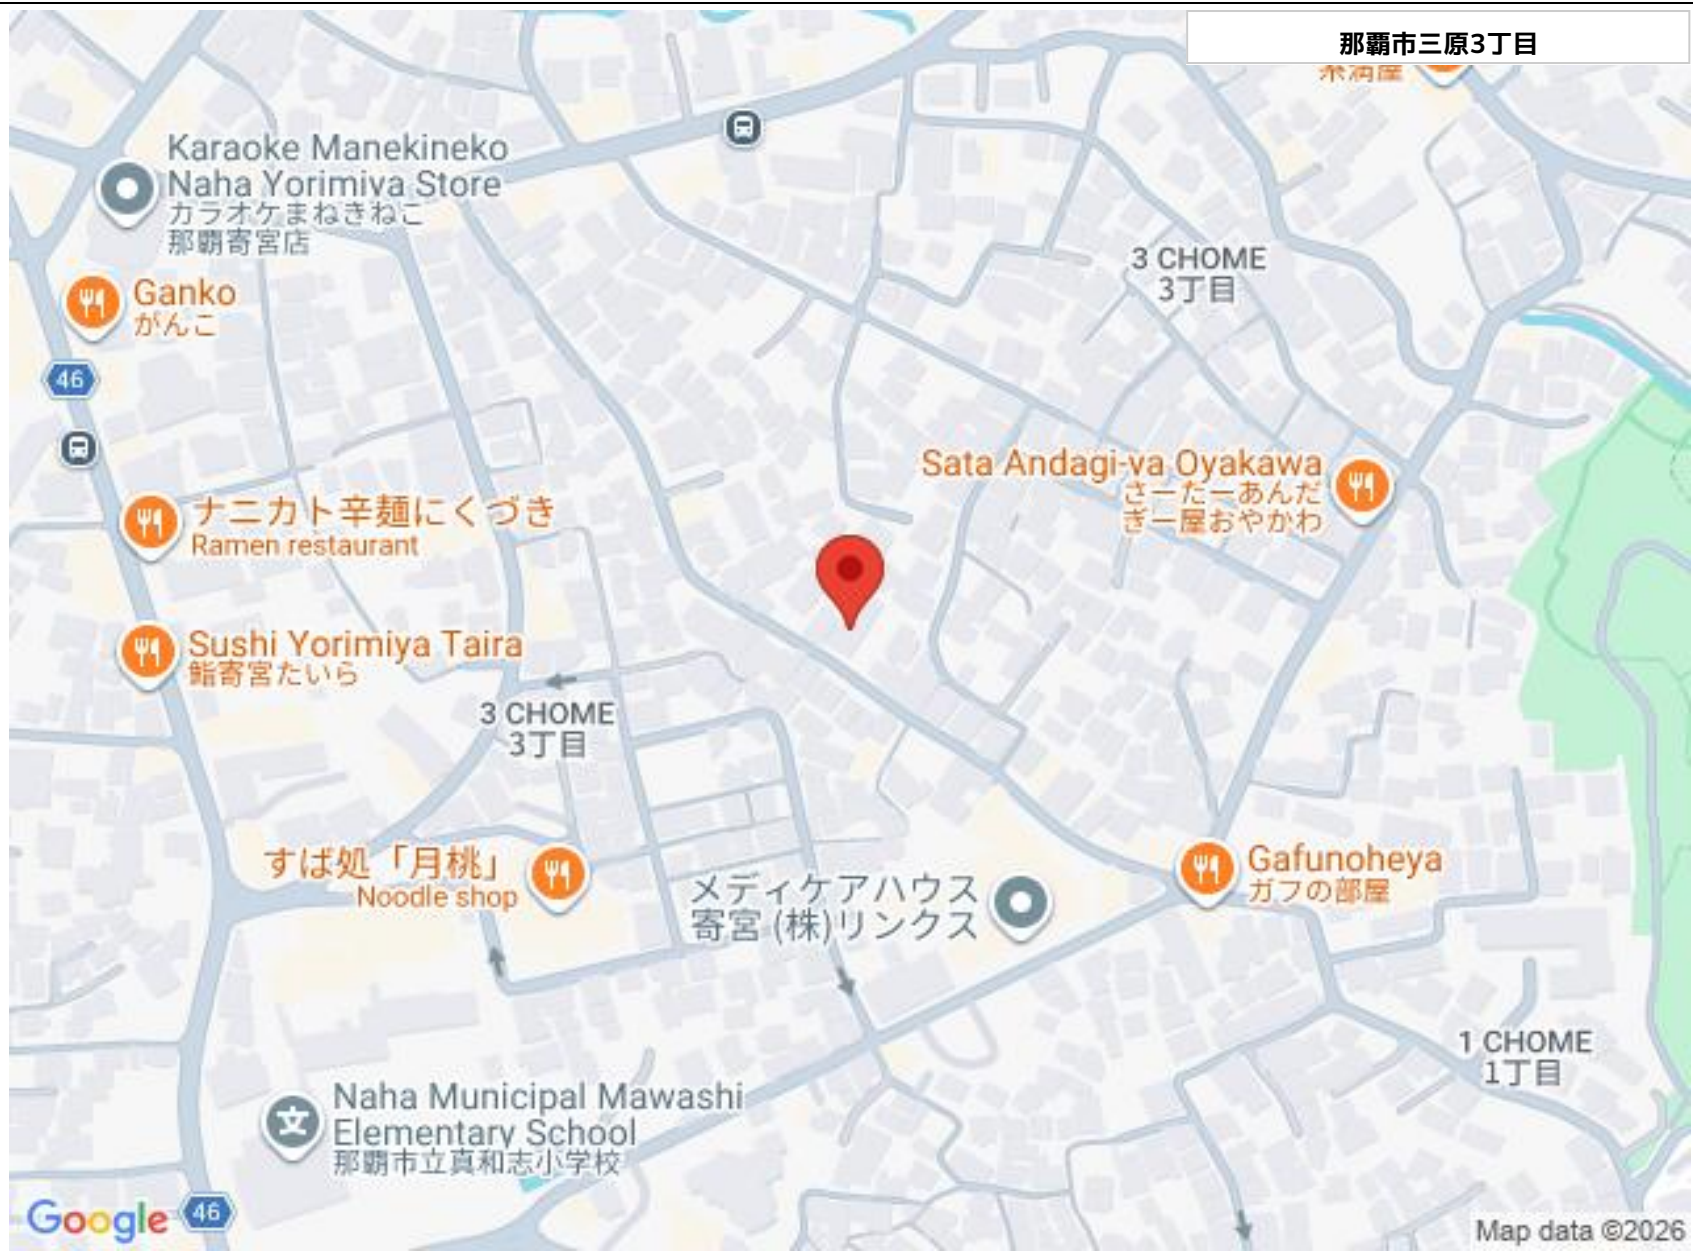 那覇市三原3丁目
糸満屋
Karaoke Manekineko
Naha Yorimiya Store
カラオケまねきねこ
那覇寄宮店
3 CHOME
3丁目
Ganko
がんこ
46
Sata Andagi-ya Oyakawa
さーたーあんだ
ぎー屋おやかわ
ナニカト辛麺にくづき
Ramen restaurant
Sushi Yorimiya Taira
鮨寄宮たいら
3 CHOME
3丁目
すば処「月桃」
Noodle shop
メディケアハウス
寄宮 (株)リンクス
Gafunoheya
ガフの部屋
1 CHOME
1丁目
Naha Municipal Mawashi
Elementary School
那覇市立真和志小学校
文
Google
46
Map data ©2026